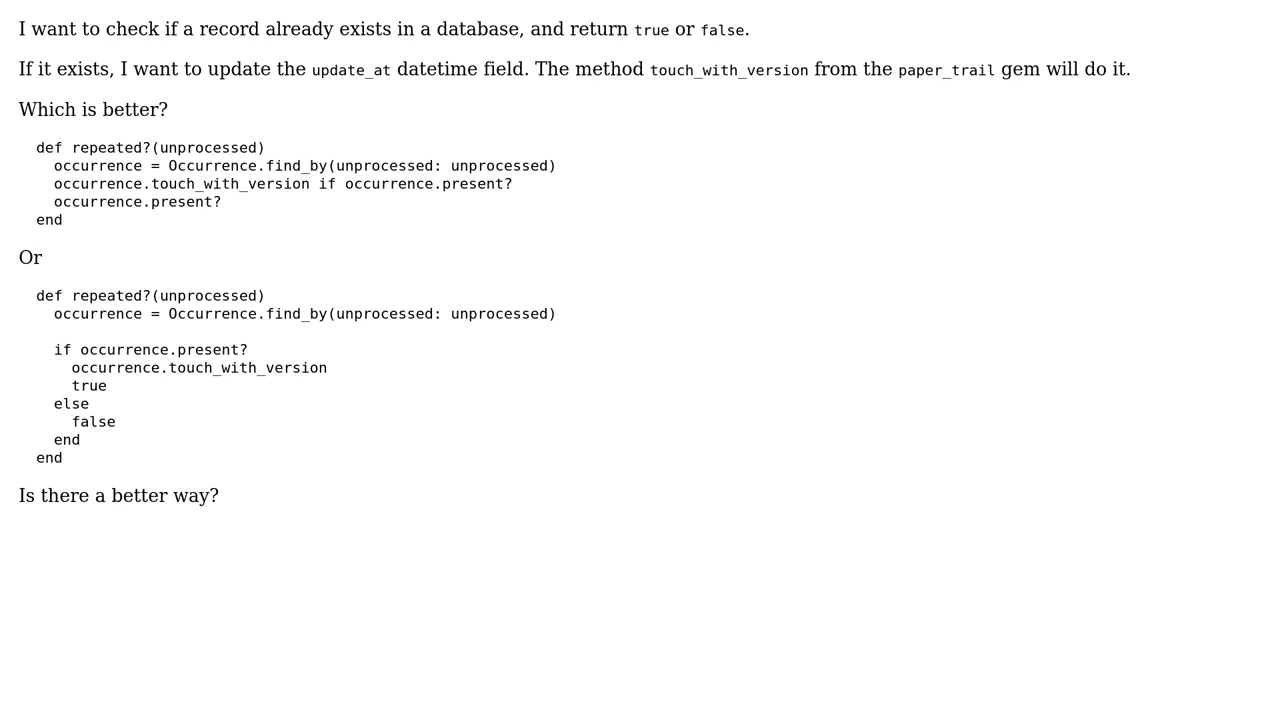 I want to check if a record already exists in a database, and return true or false.
If it exists, I want to update the update_at datetime field. The method touch_with_version from the paper_trail gem will do it.
Which is better?
def repeated?(unprocessed)
  occurrence = Occurrence.find_by(unprocessed: unprocessed)
  occurrence.touch_with_version if occurrence.present?
  occurrence.present?
end
Or
def repeated?(unprocessed)
  occurrence = Occurrence.find_by(unprocessed: unprocessed)

  if occurrence.present?
    occurrence.touch_with_version
    true
  else
    false
  end
end
Is there a better way?